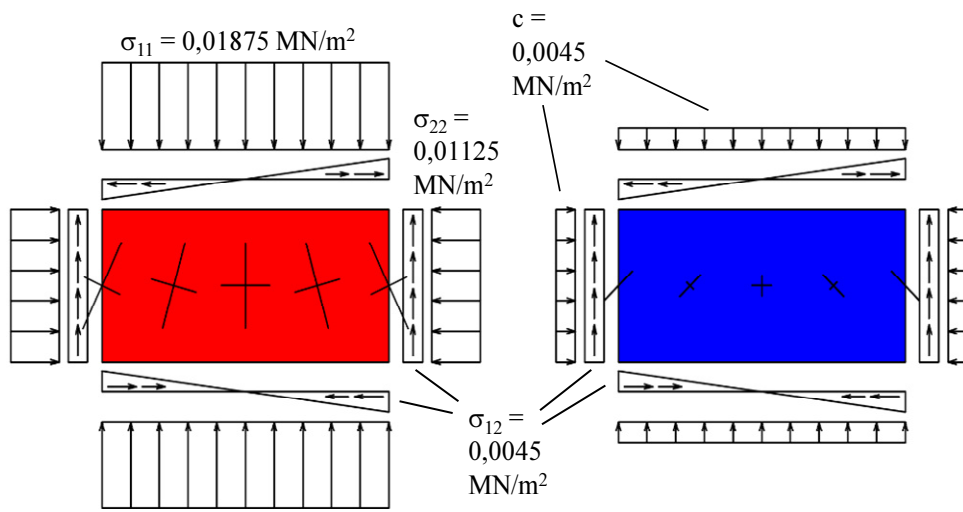 σ₁₁ = 0,01875 MN/m²
c =
0,0045
MN/m²
σ₂₂ =
0,01125
MN/m²
σ₁₂ =
0,0045
MN/m²